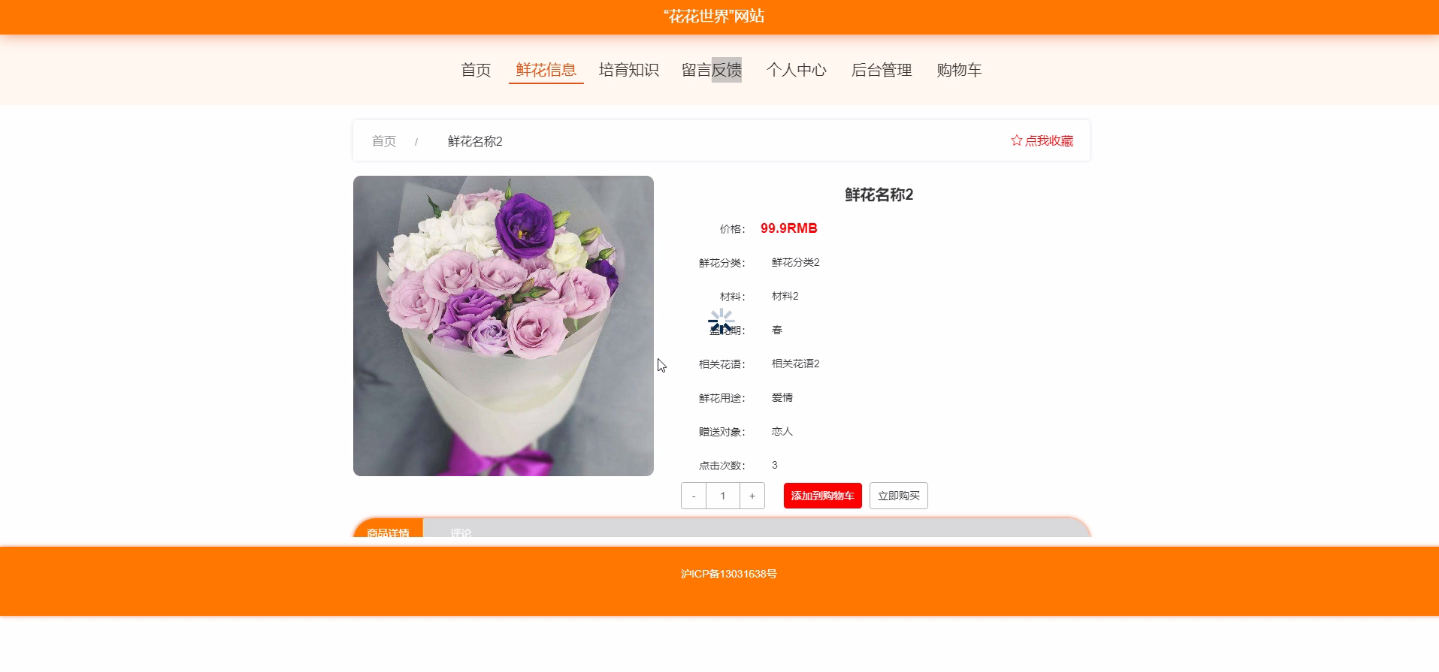 “花花世界”网站
首页 鲜花信息 培育知识 留言反馈 个人中心 后台管理 购物车
首页 / 鲜花名称2 ☆ 点我收藏
鲜花名称2
价格： 99.9RMB
鲜花分类： 鲜花分类2
材料： 材料2
期： 春
相关花语： 相关花语2
鲜花用途： 爱情
赠送对象： 恋人
点击次数： 3
- 1 + 添加到购物车 立即购买
商品详情 评论
沪ICP备13031638号